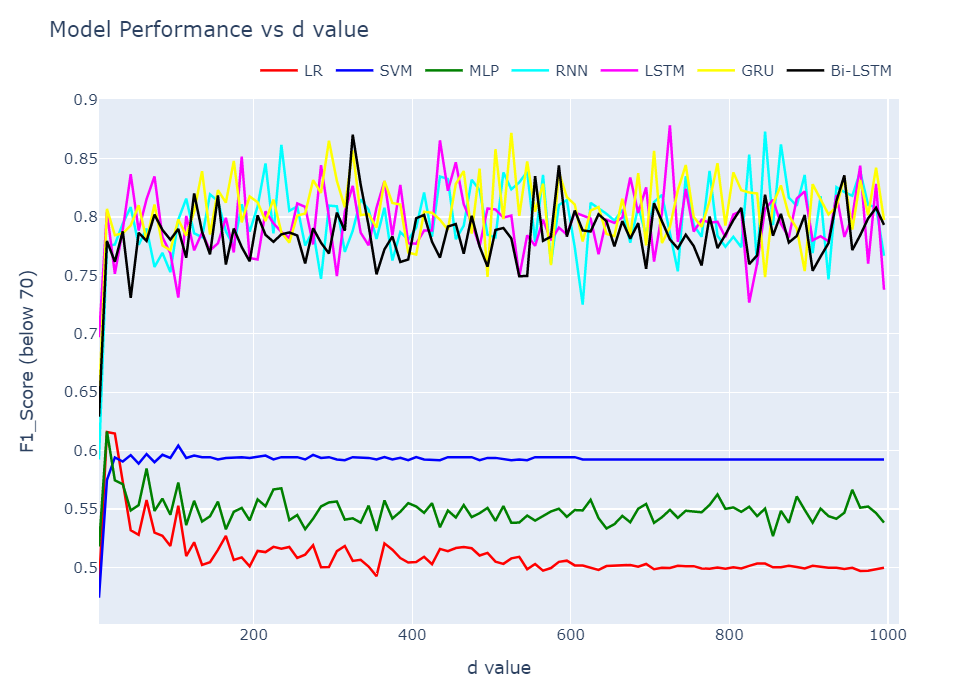 Model Performance vs d value
LR SVM MLP RNN LSTM GRU Bi-LSTM
0.9
0.85
0.8
0.75
0.7
0.65
0.6
0.55
0.5
F1_Score (below 70)
200 400 600 800 1000
d value